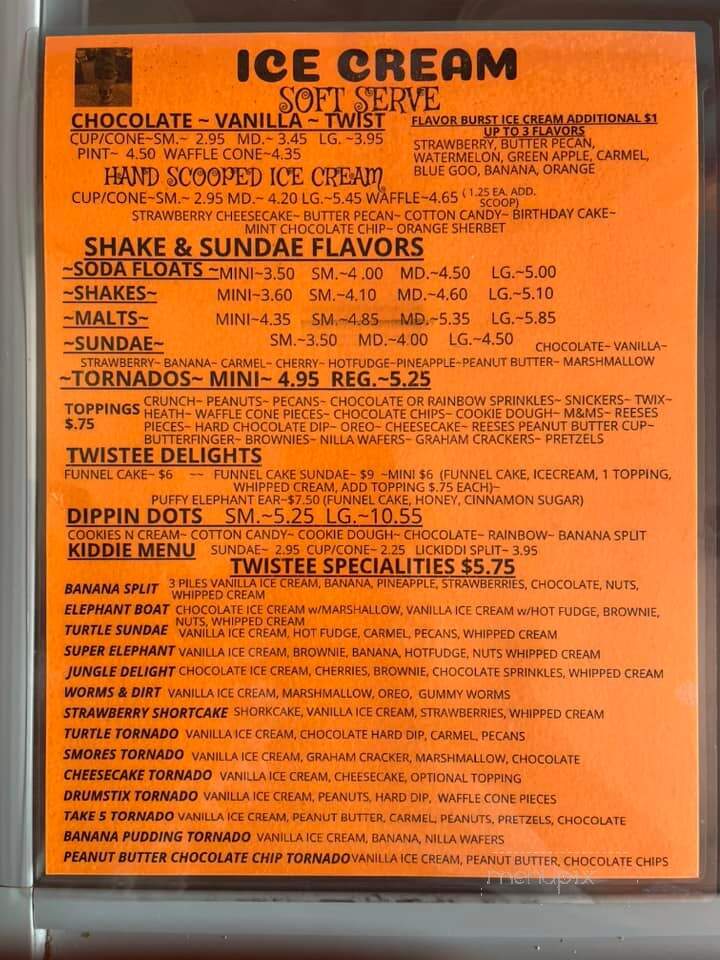 ICE CREAM
SOFT SERVE
CHOCOLATE ~ VANILLA ~ TWIST
CUP/CONE~SM.~ 2.95 MD.~ 3.45 LG. ~3.95
PINT~ 4.50 WAFFLE CONE~4.35
FLAVOR BURST ICE CREAM ADDITIONAL $1
UP TO 3 FLAVORS
STRAWBERRY, BUTTER PECAN,
WATERMELON, GREEN APPLE, CARMEL,
BLUE GOO, BANANA, ORANGE
HAND SCOOPED ICE CREAM
CUP/CONE~SM.~ 2.95 MD.~ 4.20 LG.~5.45 WAFFLE~4.65 ( 1.25 EA. ADD.
SCOOP)
STRAWBERRY CHEESECAKE~ BUTTER PECAN~ COTTON CANDY~ BIRTHDAY CAKE~
MINT CHOCOLATE CHIP~ ORANGE SHERBET
SHAKE & SUNDAE FLAVORS
~SODA FLOATS ~MINI~3.50 SM.~4 .00 MD.~4.50 LG.~5.00
~SHAKES~ MINI~3.60 SM.~4.10 MD.~4.60 LG.~5.10
~MALTS~ MINI~4.35 SM.~4.85 MD.~5.35 LG.~5.85
~SUNDAE~ SM.~3.50 MD.~4.00 LG.~4.50 CHOCOLATE~ VANILLA~
STRAWBERRY~ BANANA~ CARMEL~ CHERRY~ HOTFUDGE~PINEAPPLE~PEANUT BUTTER~ MARSHMALLOW
~TORNADOS~ MINI~ 4.95 REG.~5.25
TOPPINGS
$.75
CRUNCH~ PEANUTS~ PECANS~ CHOCOLATE OR RAINBOW SPRINKLES~ SNICKERS~ TWIX~
HEATH~ WAFFLE CONE PIECES~ CHOCOLATE CHIPS~ COOKIE DOUGH~ M&MS~ REESES
PIECES~ HARD CHOCOLATE DIP~ OREO~ CHEESECAKE~ REESES PEANUT BUTTER CUP~
BUTTERFINGER~ BROWNIES~ NILLA WAFERS~ GRAHAM CRACKERS~ PRETZELS
TWISTEE DELIGHTS
FUNNEL CAKE~ $6 ~~ FUNNEL CAKE SUNDAE~ $9 ~MINI $6 (FUNNEL CAKE, ICECREAM, 1 TOPPING,
WHIPPED CREAM, ADD TOPPING $.75 EACH)~
PUFFY ELEPHANT EAR~$7.50 (FUNNEL CAKE, HONEY, CINNAMON SUGAR)
DIPPIN DOTS SM.~5.25 LG.~10.55
COOKIES N CREAM~ COTTON CANDY~ COOKIE DOUGH~ CHOCOLATE~ RAINBOW~ BANANA SPLIT
KIDDIE MENU SUNDAE~ 2.95 CUP/CONE~ 2.25 LICKIDDI SPLIT~ 3.95
TWISTEE SPECIALITIES $5.75
BANANA SPLIT 3 PILES VANILLA ICE CREAM, BANANA, PINEAPPLE, STRAWBERRIES, CHOCOLATE, NUTS,
WHIPPED CREAM
ELEPHANT BOAT CHOCOLATE ICE CREAM w/MARSHALLOW, VANILLA ICE CREAM w/HOT FUDGE, BROWNIE,
NUTS, WHIPPED CREAM
TURTLE SUNDAE VANILLA ICE CREAM, HOT FUDGE, CARMEL, PECANS, WHIPPED CREAM
SUPER ELEPHANT VANILLA ICE CREAM, BROWNIE, BANANA, HOTFUDGE, NUTS WHIPPED CREAM
JUNGLE DELIGHT CHOCOLATE ICE CREAM, CHERRIES, BROWNIE, CHOCOLATE SPRINKLES, WHIPPED CREAM
WORMS & DIRT VANILLA ICE CREAM, MARSHMALLOW, OREO, GUMMY WORMS
STRAWBERRY SHORTCAKE SHORKCAKE, VANILLA ICE CREAM, STRAWBERRIES, WHIPPED CREAM
TURTLE TORNADO VANILLA ICE CREAM, CHOCOLATE HARD DIP, CARMEL, PECANS
SMORES TORNADO VANILLA ICE CREAM, GRAHAM CRACKER, MARSHMALLOW, CHOCOLATE
CHEESECAKE TORNADO VANILLA ICE CREAM, CHEESECAKE, OPTIONAL TOPPING
DRUMSTIX TORNADO VANILLA ICE CREAM, PEANUTS, HARD DIP, WAFFLE CONE PIECES
TAKE 5 TORNADO VANILLA ICE CREAM, PEANUT BUTTER, CARMEL, PEANUTS, PRETZELS, CHOCOLATE
BANANA PUDDING TORNADO VANILLA ICE CREAM, BANANA, NILLA WAFERS
PEANUT BUTTER CHOCOLATE CHIP TORNADO VANILLA ICE CREAM, PEANUT BUTTER, CHOCOLATE CHIPS
menupix